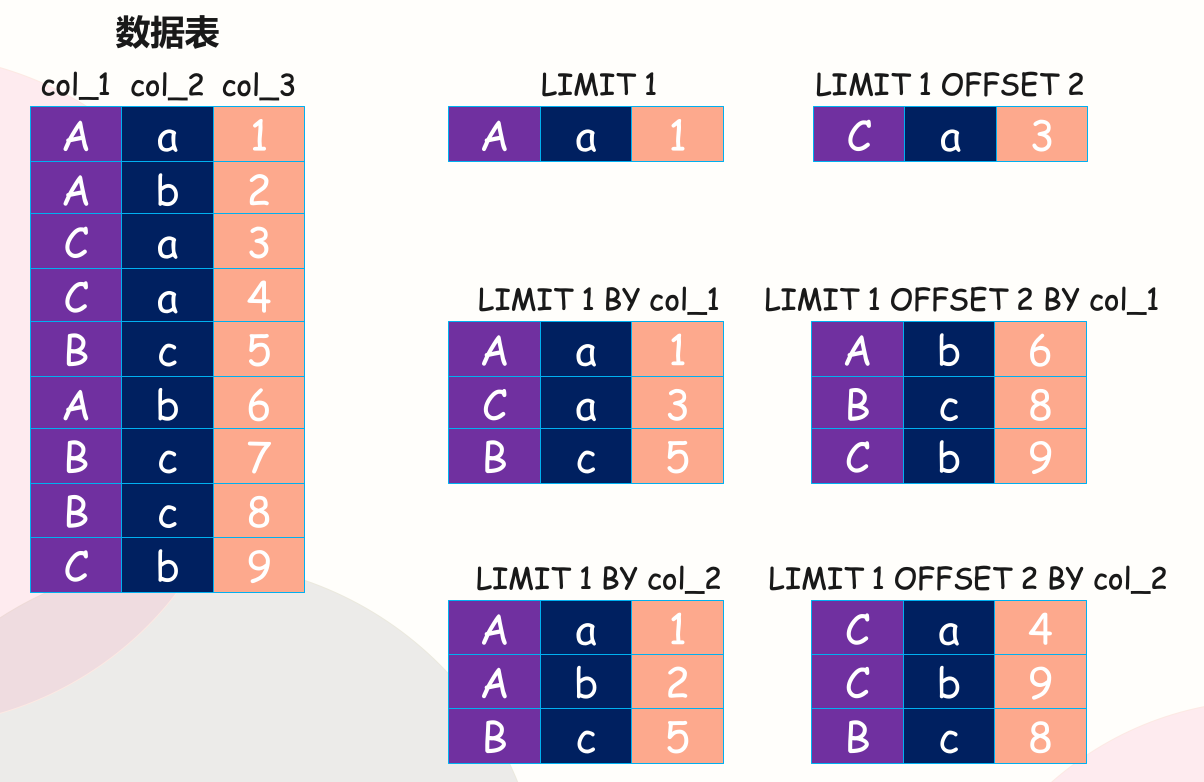 数据表
col_1 col_2 col_3
A a 1
A b 2
C a 3
C a 4
B c 5
A b 6
B c 7
B c 8
C b 9
LIMIT 1
A a 1
LIMIT 1 OFFSET 2
C a 3
LIMIT 1 BY col_1
A a 1
C a 3
B c 5
LIMIT 1 OFFSET 2 BY col_1
A b 6
B c 8
C b 9
LIMIT 1 BY col_2
A a 1
A b 2
B c 5
LIMIT 1 OFFSET 2 BY col_2
C a 4
C b 9
B c 8